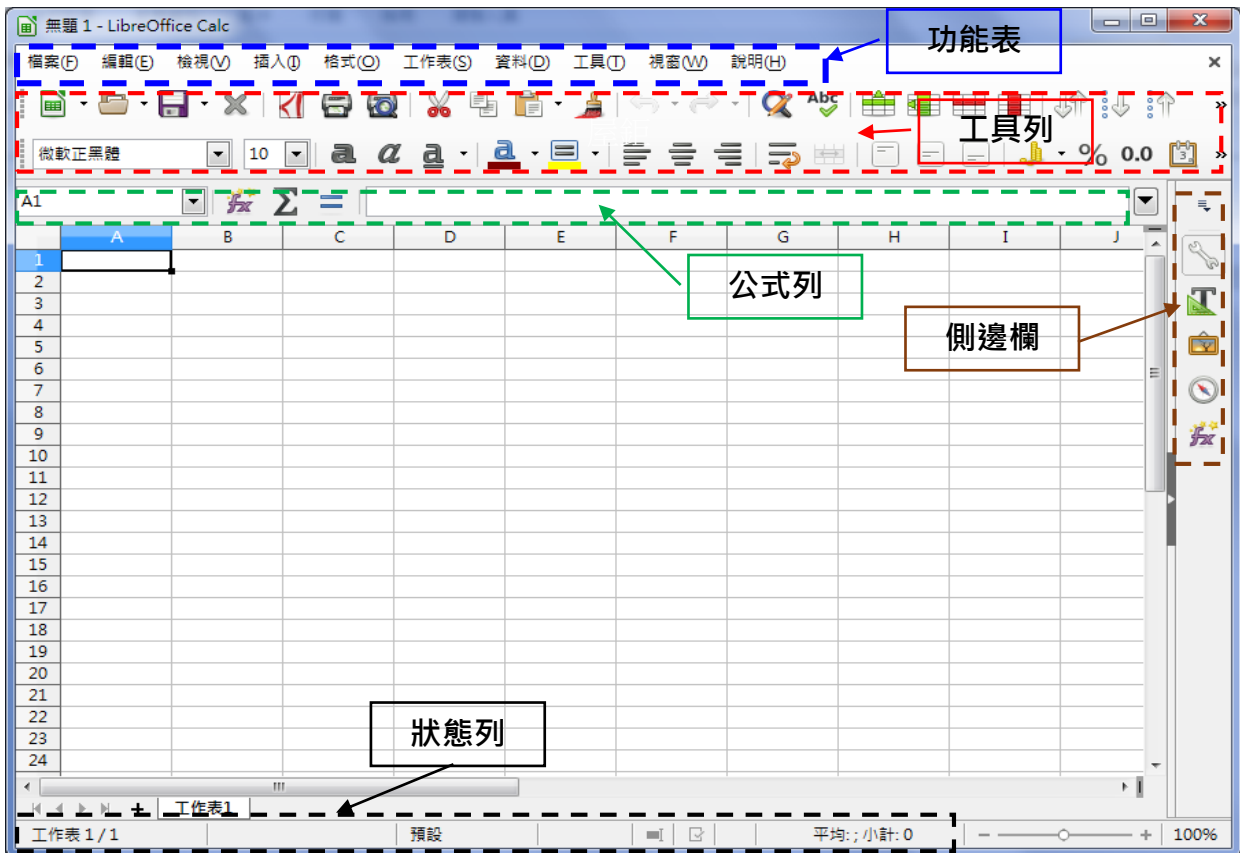 無題 1 - LibreOffice Calc
功能表
檔案(F) 編輯(E) 檢視(V) 插入(I) 格式(O) 工作表(S) 資料(D) 工具(T) 視窗(W) 說明(H)
Abc
工具列
微軟正黑體 10 a a a a % 0.0 3
A1 fx Σ =
A B C D E F G H I J
1
2
公式列
3
4
側邊欄
5
6
7
8
9
fx
10
11
12
13
14
15
16
17
18
19
20
21
22
狀態列
23
24
工作表1
工作表 1 / 1 預設 平均: ; 小計: 0 100%